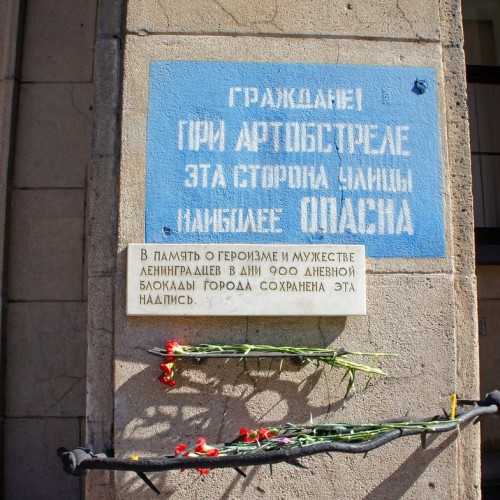 ГРАЖДАНЕ!
ПРИ АРТОБСТРЕЛЕ
ЭТА СТОРОНА УЛИЦЫ
НАИБОЛЕЕ ОПАСНА
В ПАМЯТЬ О ГЕРОИЗМЕ И МУЖЕСТВЕ
ЛЕНИНГРАДЦЕВ В ДНИ 900 ДНЕВНОЙ
БЛОКАДЫ ГОРОДА СОХРАНЕНА ЭТА
НАДПИСЬ.